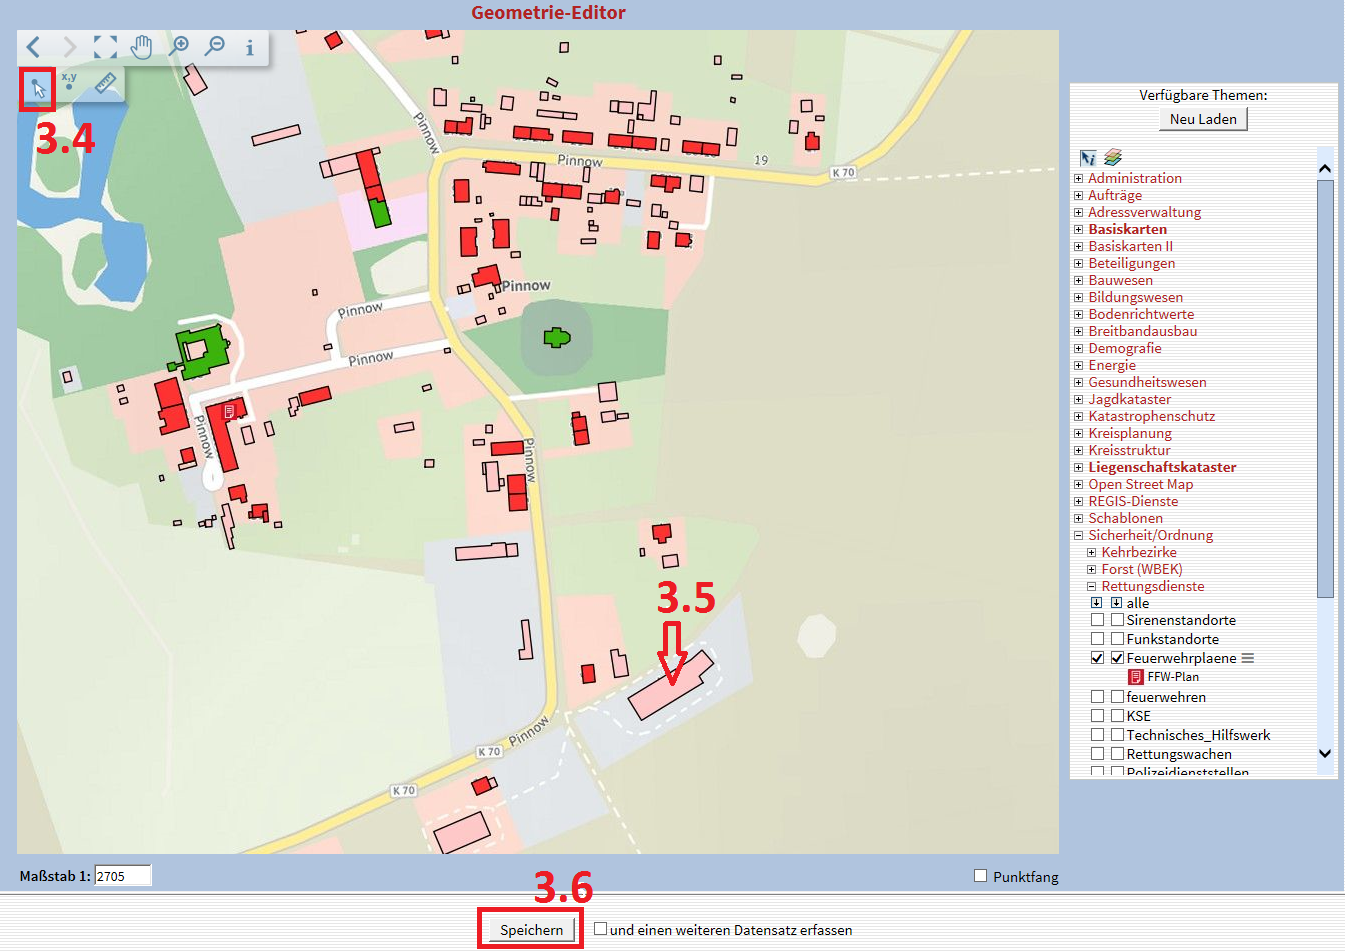 Geometrie-Editor
i
x,y
3.4
Pinnow
Pinnow
19
K 70
Pinnow
Pinnow
Pinnow
Pinnow
Pinnow
3.5
Pinnow
K 70
K 70
Maßstab 1: 2705
Punktfang
3.6
Speichern
und einen weiteren Datensatz erfassen
Verfügbare Themen:
Neu Laden
Administration
Aufträge
Adressverwaltung
Basiskarten
Basiskarten II
Beteiligungen
Bauwesen
Bildungswesen
Bodenrichtwerte
Breitbandausbau
Demografie
Energie
Gesundheitswesen
Jagdkataster
Katastrophenschutz
Kreisplanung
Kreisstruktur
Liegenschaftskataster
Open Street Map
REGIS-Dienste
Schablonen
Sicherheit/Ordnung
Kehrbezirke
Forst (WBEK)
Rettungsdienste
alle
Sirenenstandorte
Funkstandorte
Feuerwehrplaene
FFW-Plan
feuerwehren
KSE
Technisches_Hilfswerk
Rettungswachen
Polizeidienststellen